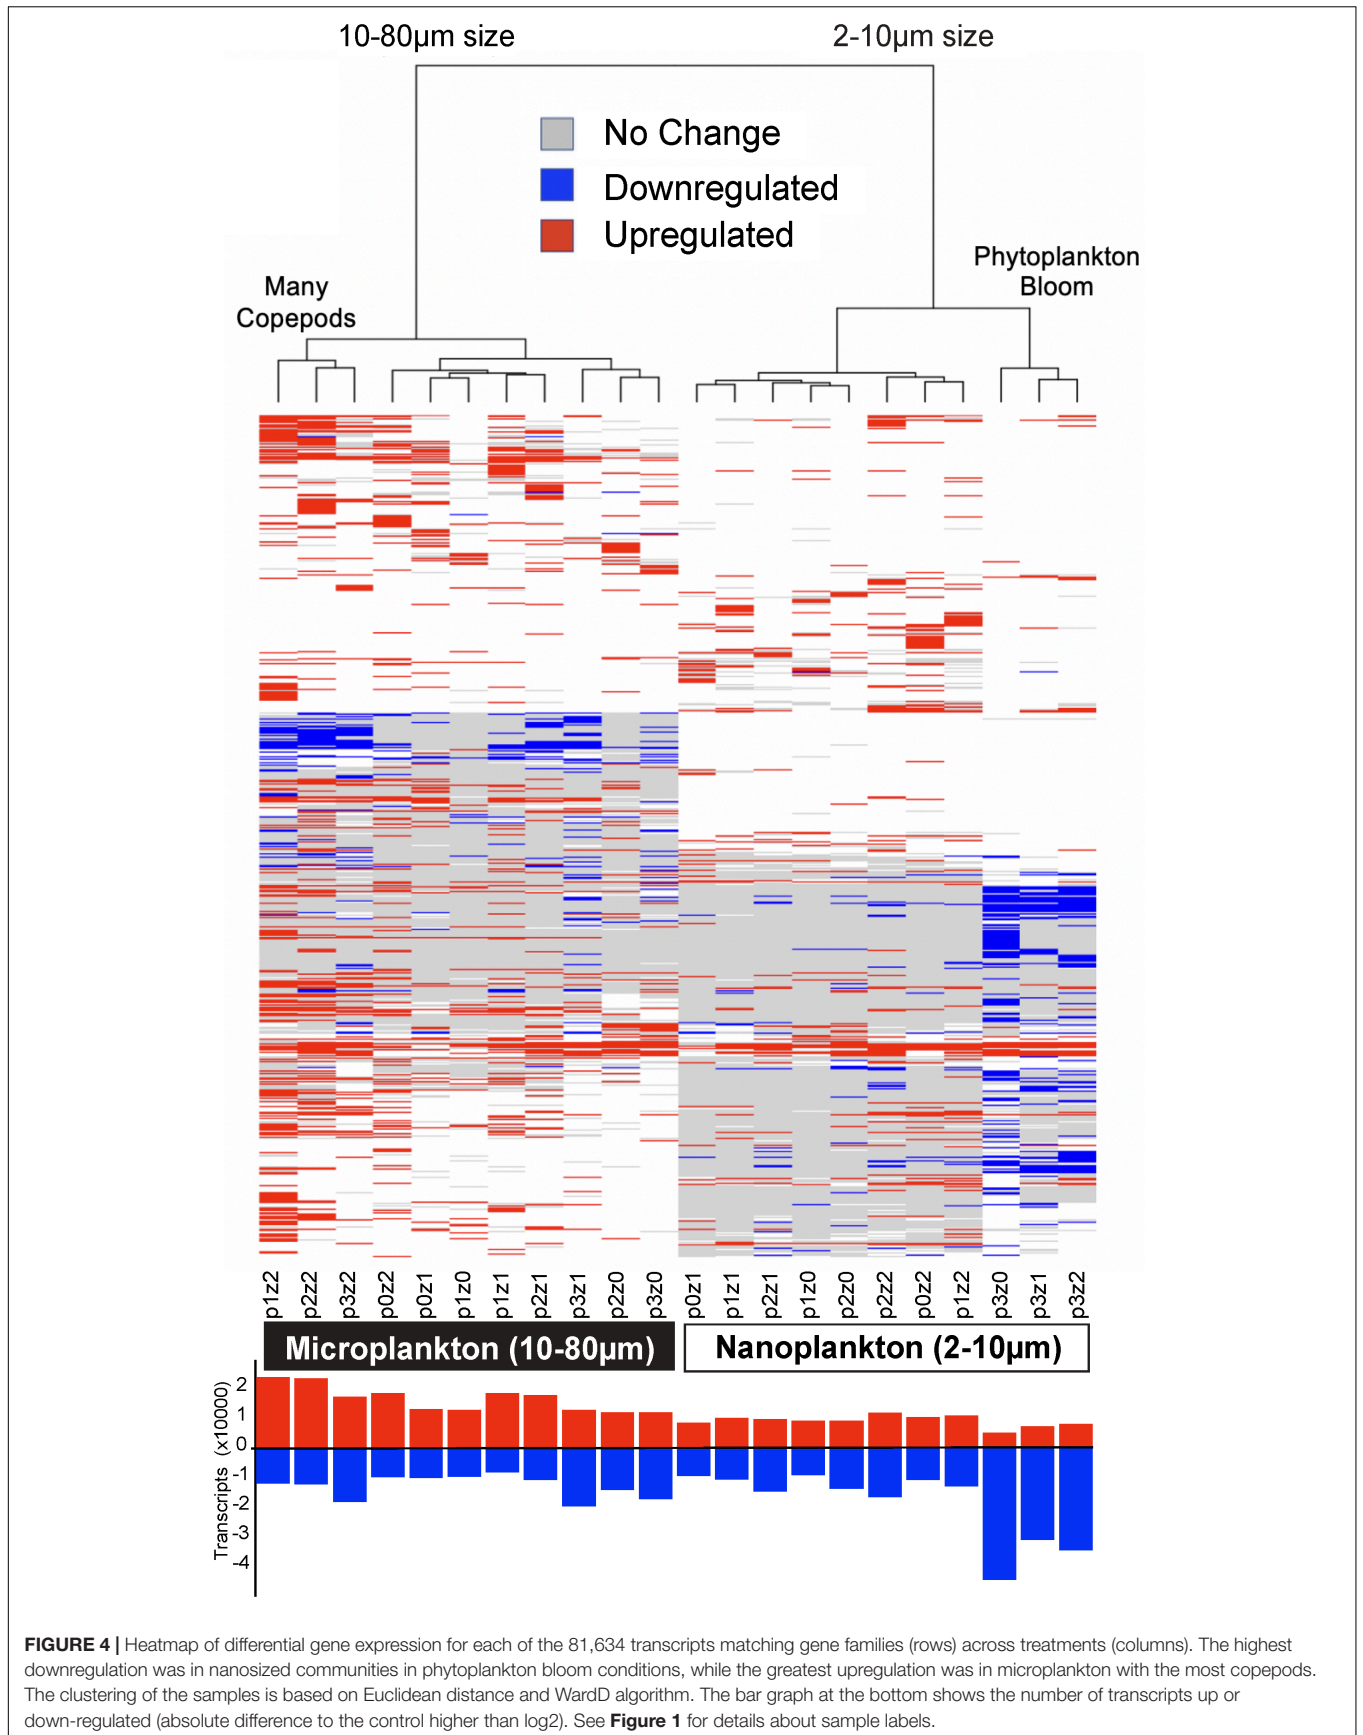 10-80µm size
2-10µm size
No Change
Downregulated
Upregulated
Many
Copepods
Phytoplankton
Bloom
p1z2
p2z2
p3z2
p0z2
p0z1
p1z0
p1z1
p2z1
p3z1
p2z0
p3z0
p0z1
p1z1
p2z1
p1z0
p2z0
p2z2
p0z2
p1z2
p3z0
p3z1
p3z2
Microplankton (10-80µm)
Nanoplankton (2-10µm)
Transcripts (x10000)
2
1
0
-1
-2
-3
-4
FIGURE 4 | Heatmap of differential gene expression for each of the 81,634 transcripts matching gene families (rows) across treatments (columns). The highest
downregulation was in nanosized communities in phytoplankton bloom conditions, while the greatest upregulation was in microplankton with the most copepods.
The clustering of the samples is based on Euclidean distance and WardD algorithm. The bar graph at the bottom shows the number of transcripts up or
down-regulated (absolute difference to the control higher than log2). See Figure 1 for details about sample labels.